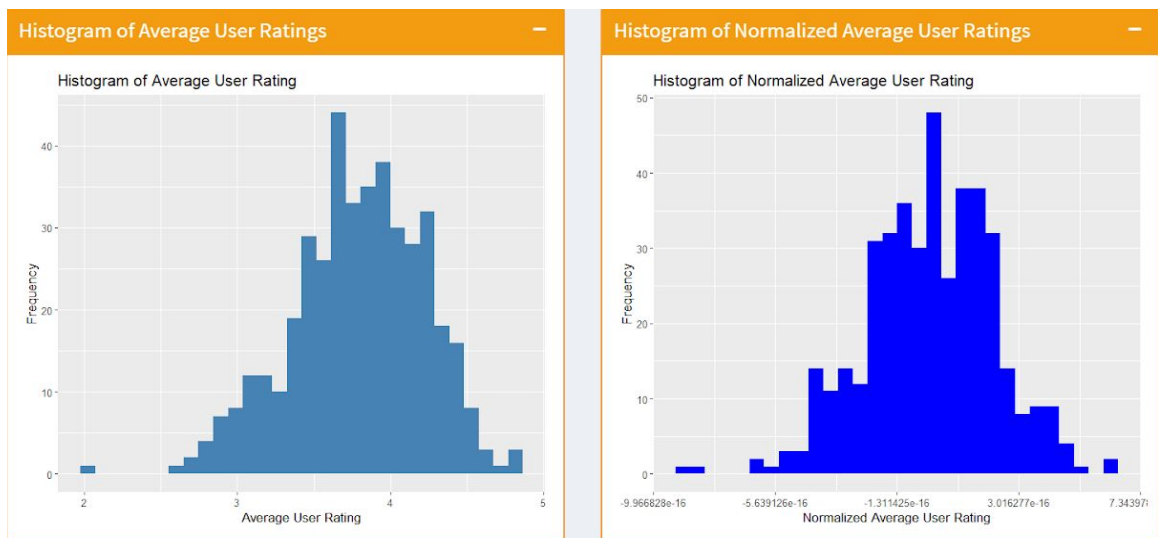 Histogram of Average User Ratings
Histogram of Average User Rating
40
30
20
10
0
Frequency
2 3 4 5
Average User Rating
Histogram of Normalized Average User Ratings
Histogram of Normalized Average User Rating
50
40
30
20
10
0
Frequency
-9.966828e-16 -5.639126e-16 -1.311425e-16 3.016277e-16 7.34397
Normalized Average User Rating